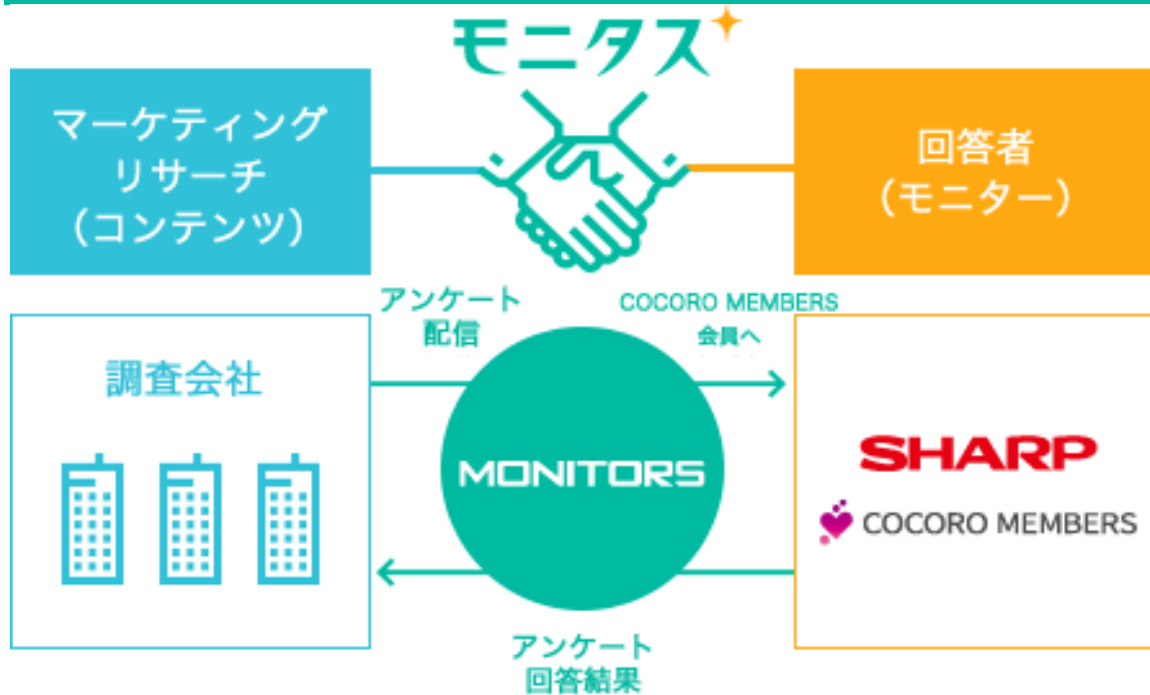 モニタス
マーケティング
リサーチ
(コンテンツ)
回答者
(モニター)
アンケート
配信
COCORO MEMBERS
会員へ
調査会社
MONITORS
SHARP
COCORO MEMBERS
アンケート
回答結果